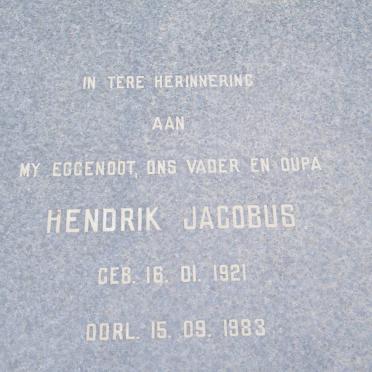 IN TERE HERINNERING
AAN
MY EGGENOOT, ONS VADER EN OUPA
HENDRIK JACOBUS
GEB. 16. 01. 1921
OORL. 15. 09. 1983